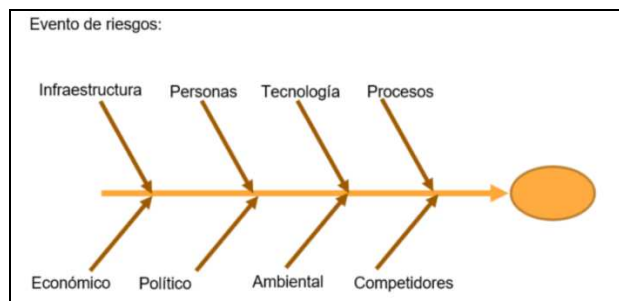 Evento de riesgos:
Infraestructura Personas Tecnología Procesos
Económico Político Ambiental Competidores